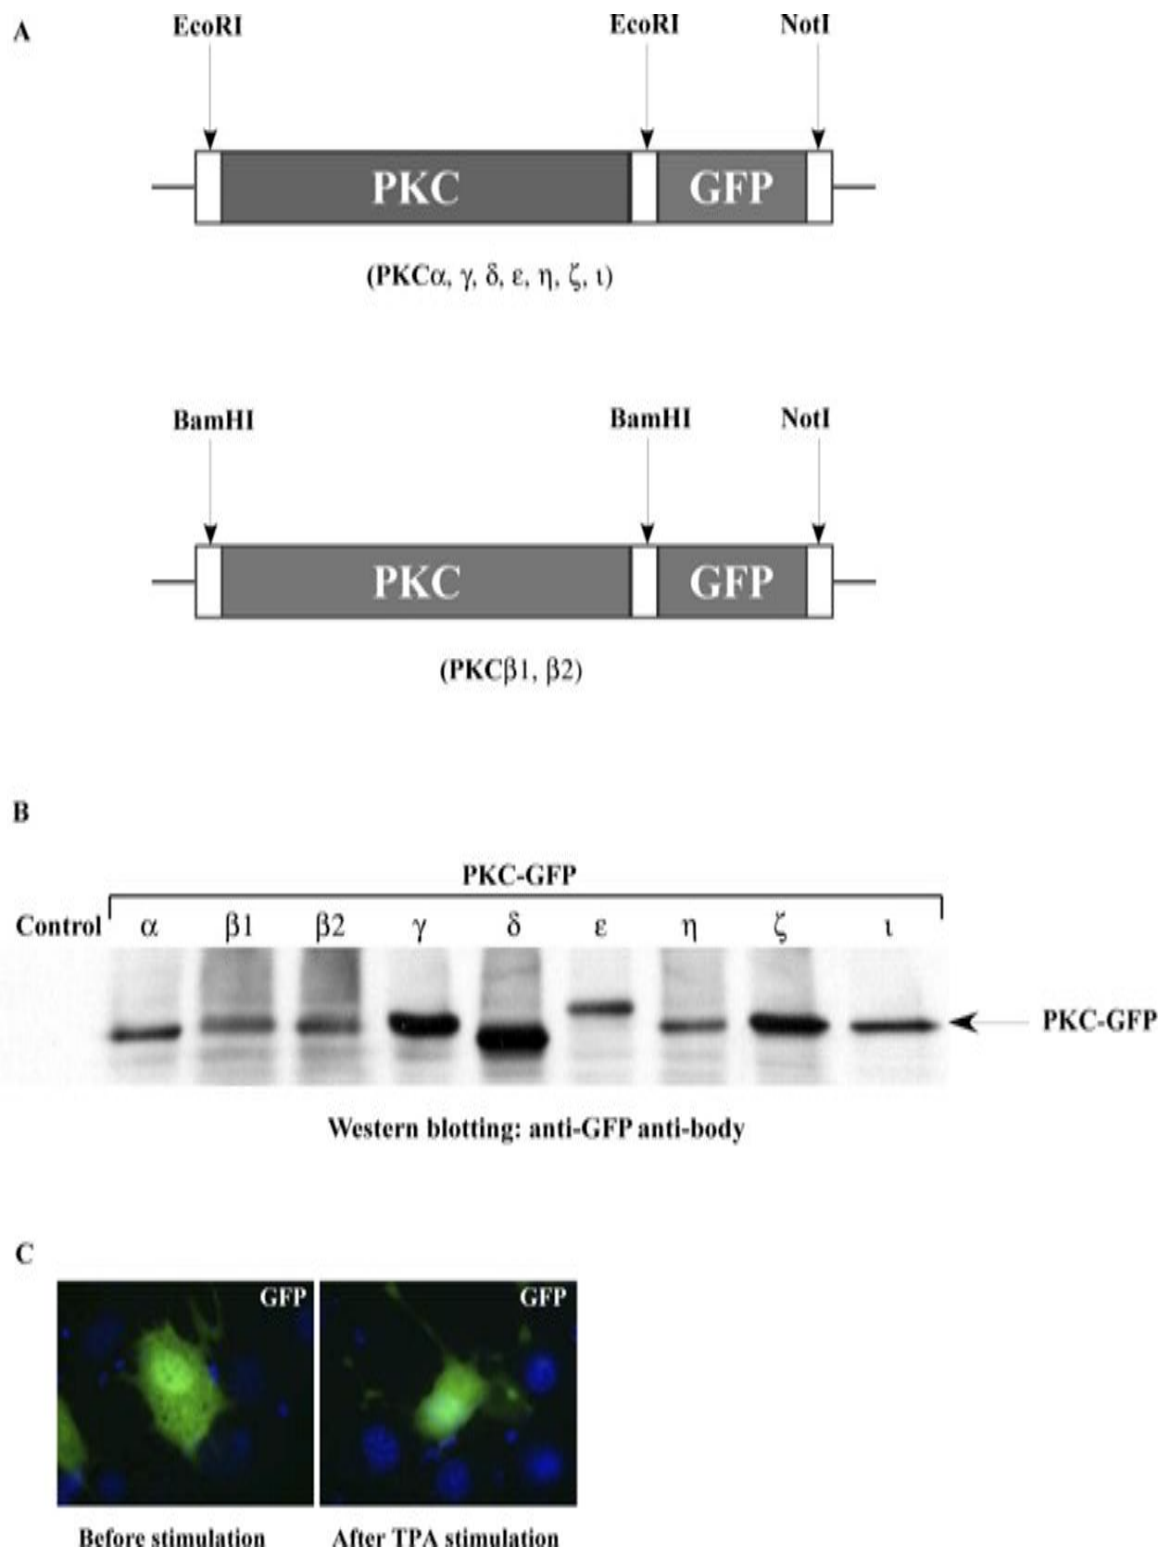 A
EcoRI EcoRI NotI
PKC GFP
(PKCα, γ, δ, ε, η, ζ, ι)
BamHI BamHI NotI
PKC GFP
(PKCβ1, β2)
B
PKC-GFP
Control α β1 β2 γ δ ε η ζ ι
PKC-GFP
Western blotting: anti-GFP anti-body
C
GFP GFP
Before stimulation After TPA stimulation